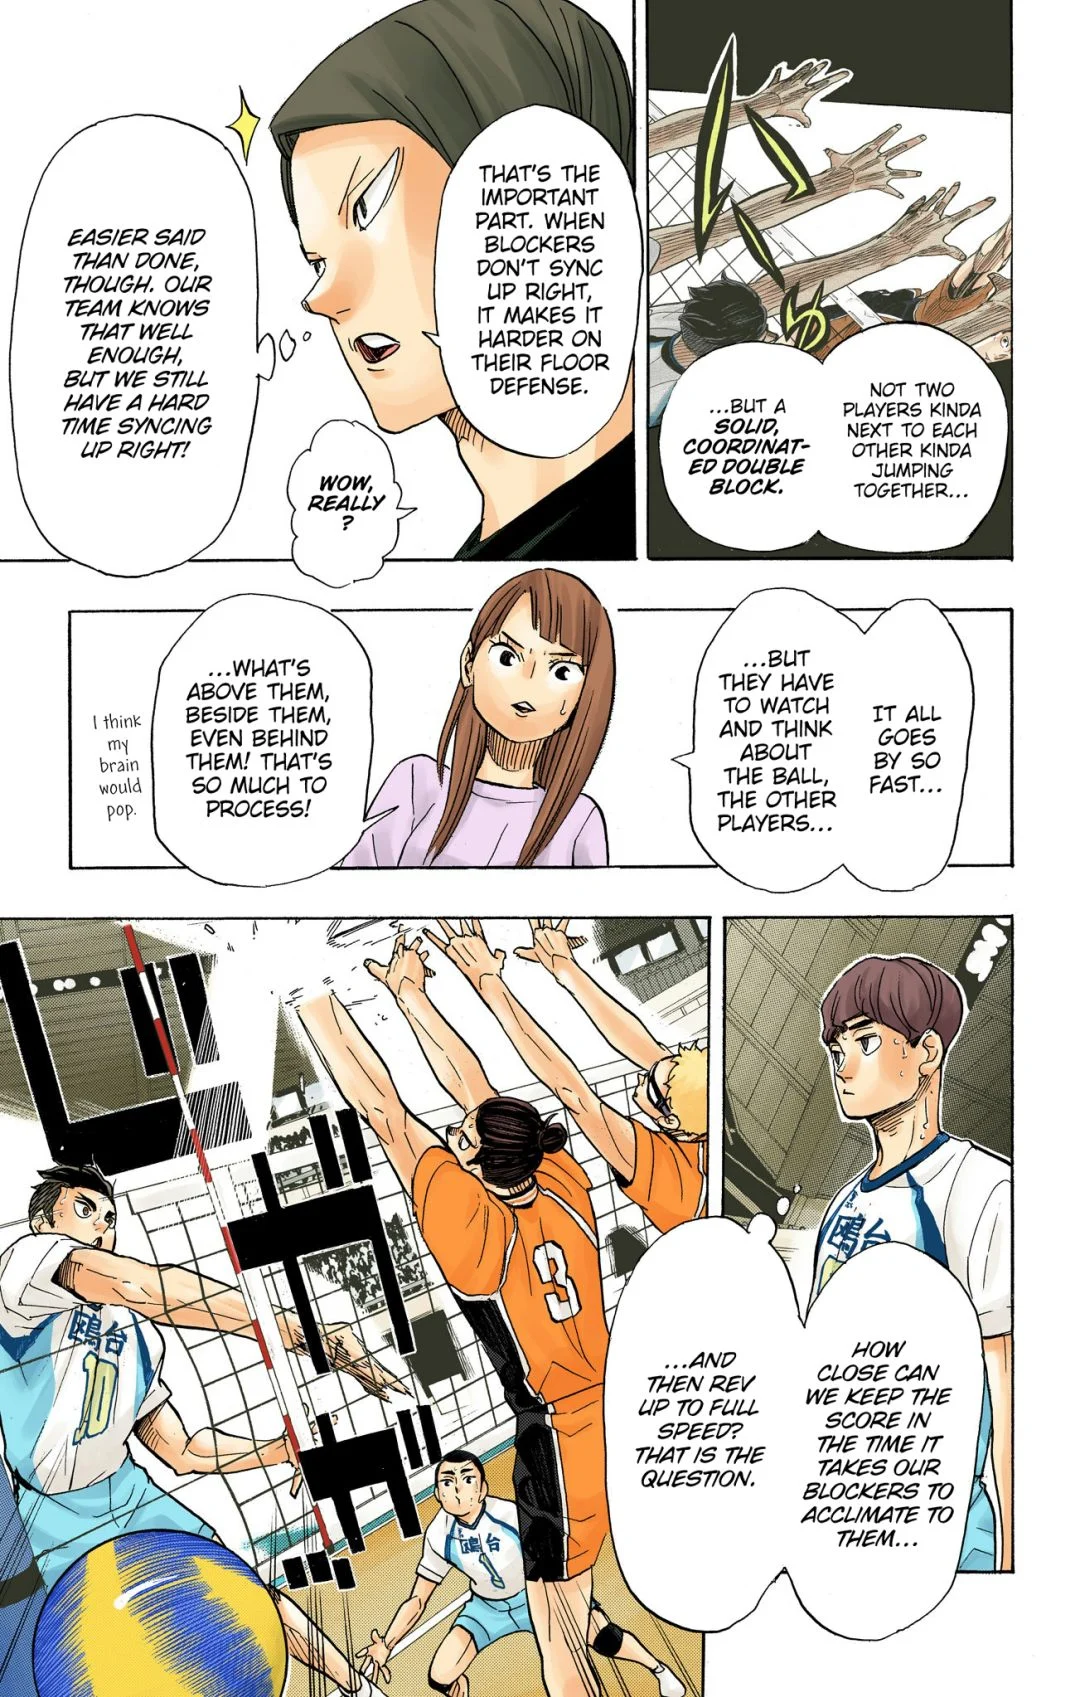 NOT TWO
PLAYERS KINDA
NEXT TO EACH
OTHER KINDA
JUMPING
TOGETHER...
...BUT A
SOLID,
COORDINAT-
ED DOUBLE
BLOCK.
THAT'S THE
IMPORTANT
PART. WHEN
BLOCKERS
DON'T SYNC
UP RIGHT,
IT MAKES IT
HARDER ON
THEIR FLOOR
DEFENSE.
EASIER SAID
THAN DONE,
THOUGH. OUR
TEAM KNOWS
THAT WELL
ENOUGH,
BUT WE STILL
HAVE A HARD
TIME SYNCING
UP RIGHT!
WOW,
REALLY
?
IT ALL
GOES
BY SO
FAST...
...BUT
THEY HAVE
TO WATCH
AND THINK
ABOUT
THE BALL,
THE OTHER
PLAYERS...
...WHAT'S
ABOVE THEM,
BESIDE THEM,
EVEN BEHIND
THEM! THAT'S
SO MUCH TO
PROCESS!
I think
my
brain
would
pop.
鴎台
HOW
CLOSE CAN
WE KEEP THE
SCORE IN
THE TIME IT
TAKES OUR
BLOCKERS TO
ACCLIMATE TO
THEM...
...AND
THEN REV
UP TO FULL
SPEED?
THAT IS THE
QUESTION.
3
鴎台
10
鴎台
1